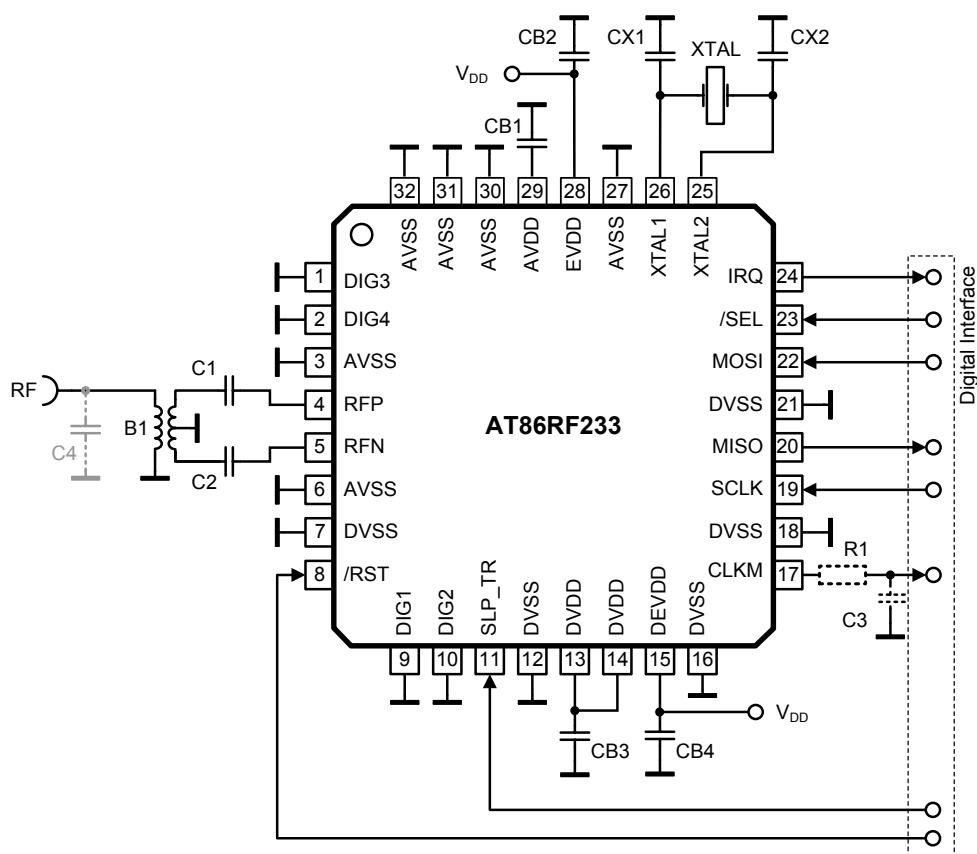 CB2
CX1
XTAL
CX2
VDD
CB1
32
31
30
29
28
27
26
25
AVSS
AVSS
AVSS
AVDD
EVDD
AVSS
XTAL1
XTAL2
1 DIG3
2 DIG4
3 AVSS
4 RFP
5 RFN
6 AVSS
7 DVSS
8 /RST
RF
C1
B1
C4
C2
AT86RF233
IRQ 24
/SEL 23
MOSI 22
DVSS 21
MISO 20
SCLK 19
DVSS 18
CLKM 17
R1
C3
Digital Interface
DIG1
DIG2
SLP_TR
DVSS
DVDD
DVDD
DEVDD
DVSS
9
10
11
12
13
14
15
16
VDD
CB3
CB4